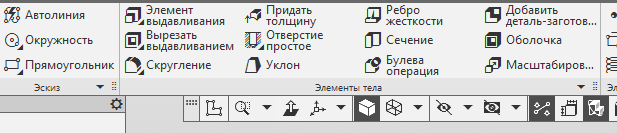 Автолиния
Окружность
Прямоугольник
Эскиз
Элемент
выдавливания
Вырезать
выдавливанием
Скругление
Придать
толщину
Отверстие
простое
Уклон
Ребро
жесткости
Сечение
Булева
операция
Добавить
деталь-заготов...
Оболочка
Масштабиров...
Элементы тела